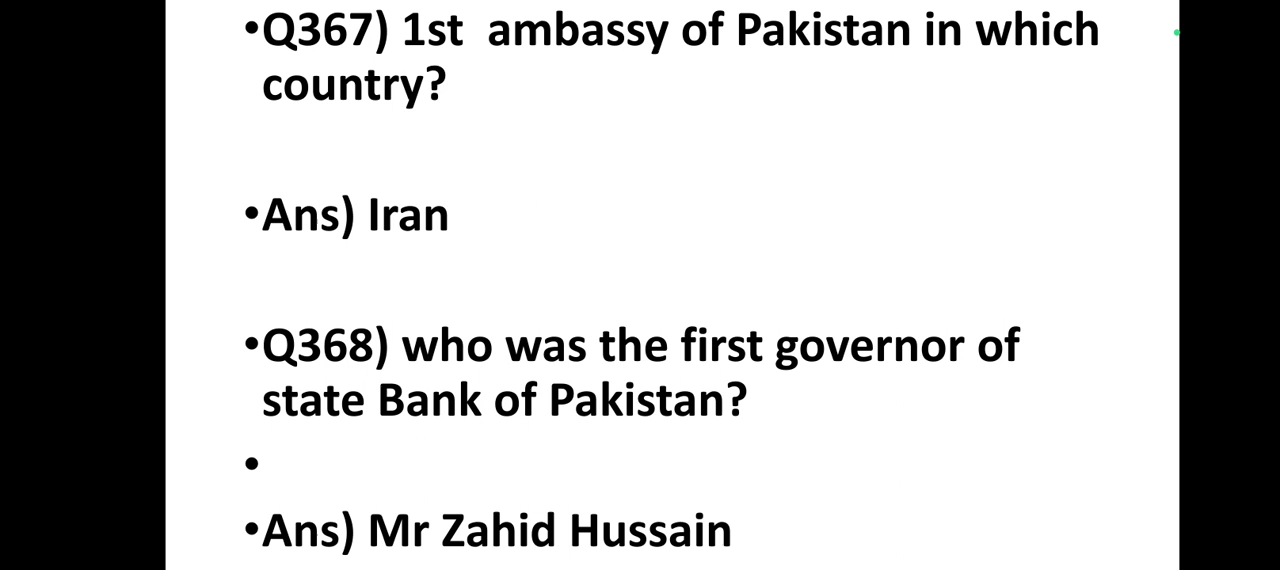 •Q367) 1st  ambassy of Pakistan in which
country?
•Ans) Iran
•Q368) who was the first governor of
state Bank of Pakistan?
•
•Ans) Mr Zahid Hussain